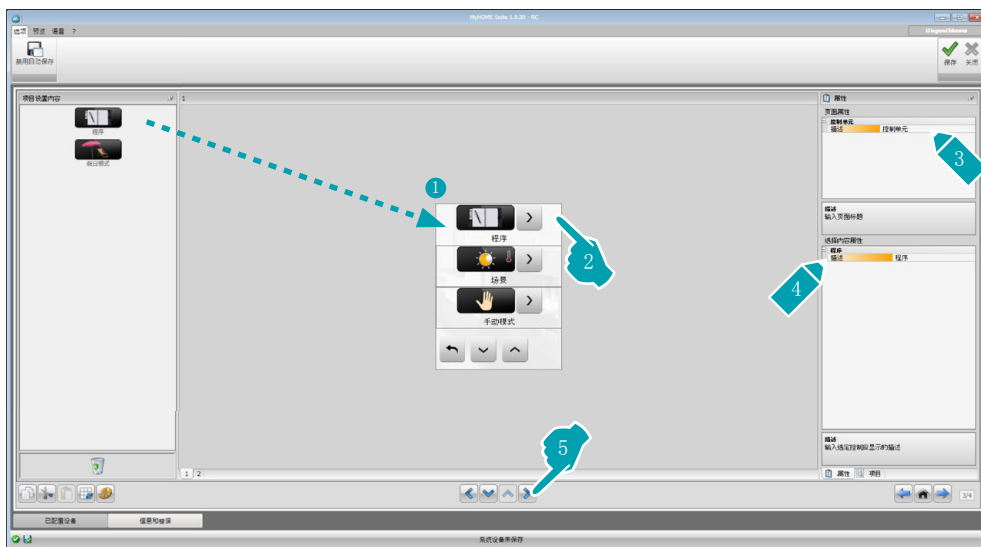 MyHOME Suite 1.0.30 - RC
选项 预览 语言 ?
禁用自动保存
保存 关闭
项目设置内容
1
属性
程序
假日模式
页面属性
控制单元
描述 控制单元
3
描述
输入页面标题
选择内容属性
程序
描述 程序
4
1
程序
2
场景
手动模式
5
描述
输入选定控制应显示的描述
1 2
属性 项目
3/4
已配置设备 信息和错误
系统设备未保存